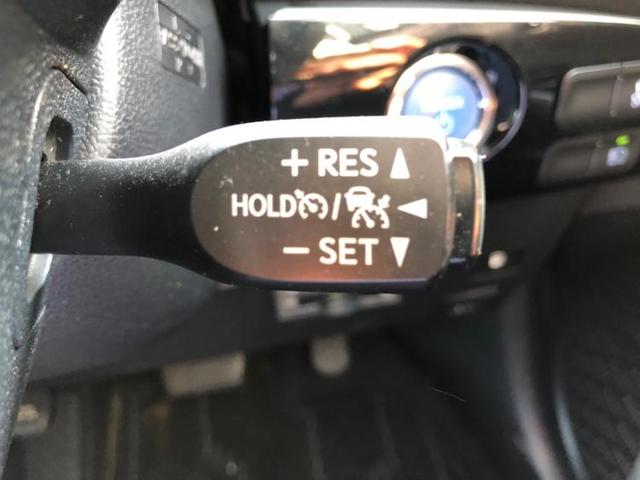 + RES ▲
HOLD / ◀
− SET ▼